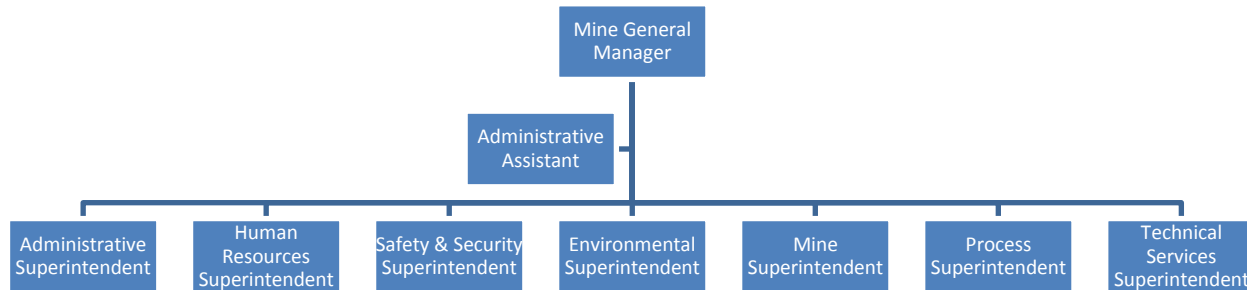 Mine General
Manager
Administrative
Assistant
Administrative
Superintendent
Human
Resources
Superintendent
Safety & Security
Superintendent
Environmental
Superintendent
Mine
Superintendent
Process
Superintendent
Technical
Services
Superintendent